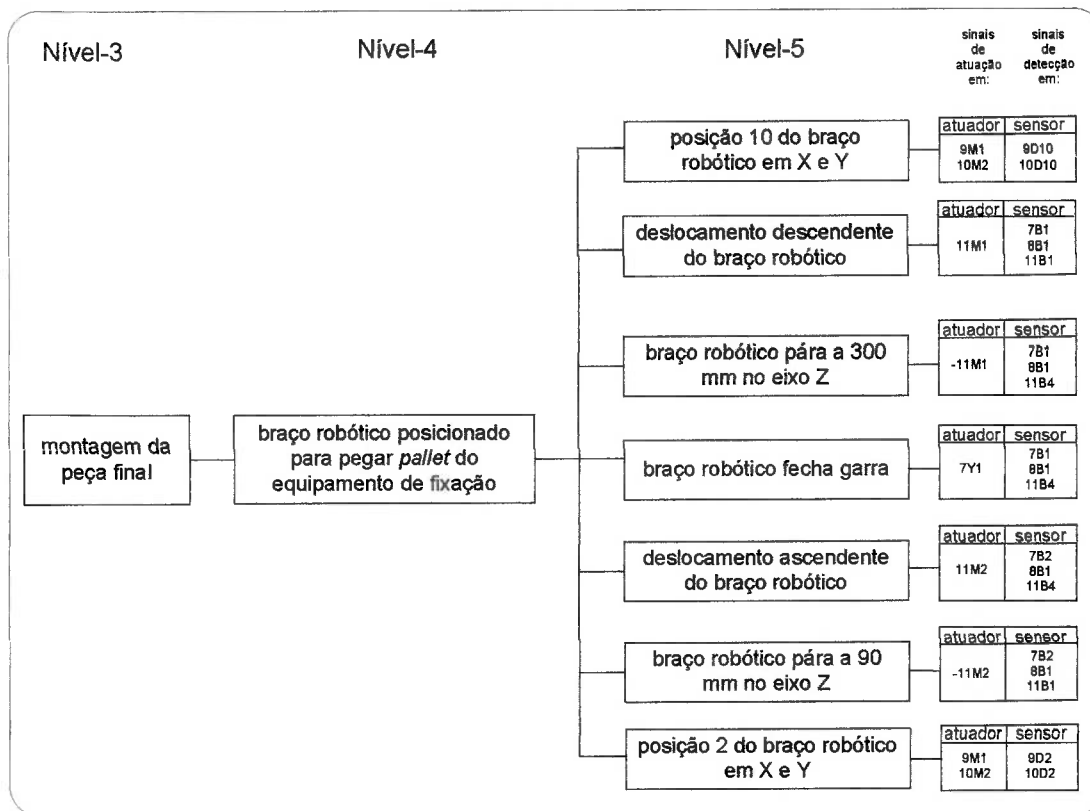 Nível-3
Nível-4
Nível-5
sinais
de
atuação
em:
sinais
de
detecção
em:
posição 10 do braço
robótico em X e Y
atuador sensor
9M1 9D10
10M2 10D10
deslocamento descendente
do braço robótico
atuador sensor
7B1
11M1 8B1
11B1
braço robótico pára a 300
mm no eixo Z
atuador sensor
7B1
-11M1 8B1
11B4
montagem da
peça final
braço robótico posicionado
para pegar pallet do
equipamento de fixação
braço robótico fecha garra
atuador sensor
7B1
7Y1 8B1
11B4
deslocamento ascendente
do braço robótico
atuador sensor
7B2
11M2 8B1
11B4
braço robótico pára a 90
mm no eixo Z
atuador sensor
7B2
-11M2 8B1
11B1
posição 2 do braço robótico
em X e Y
atuador sensor
9M1 9D2
10M2 10D2